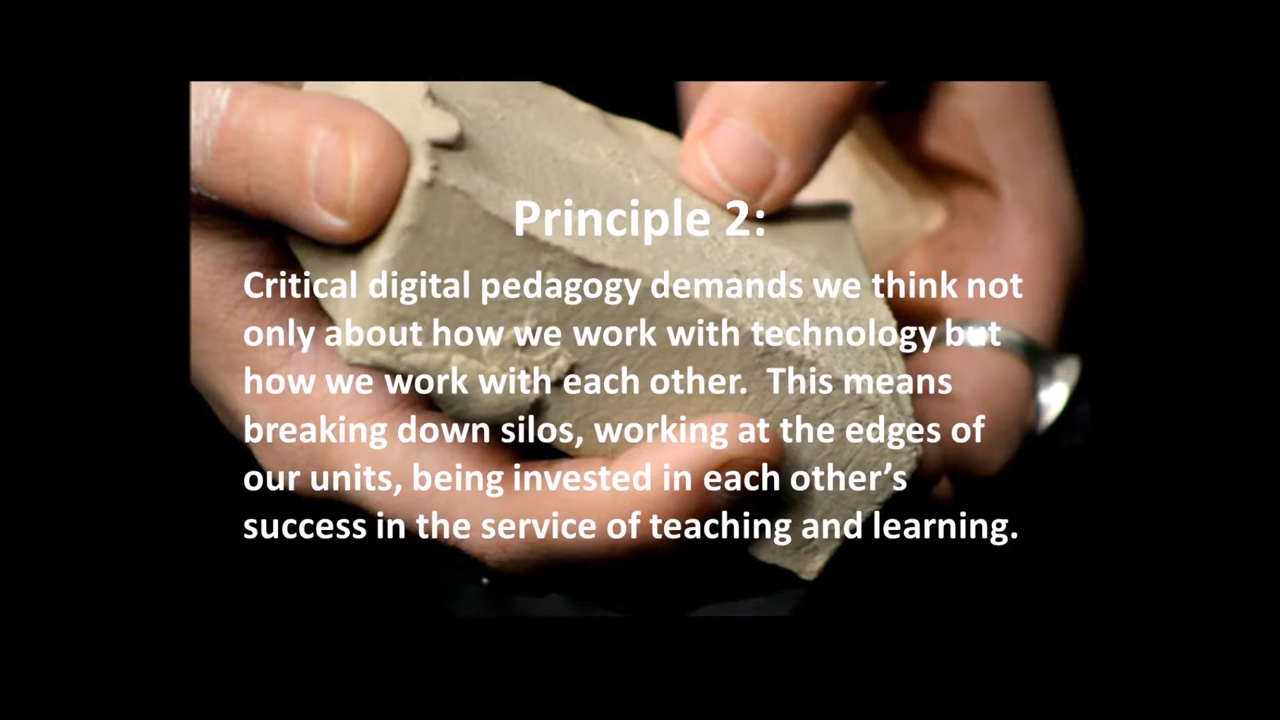 Principle 2:
Critical digital pedagogy demands we think not
only about how we work with technology but
how we work with each other.  This means
breaking down silos, working at the edges of
our units, being invested in each other’s
success in the service of teaching and learning.